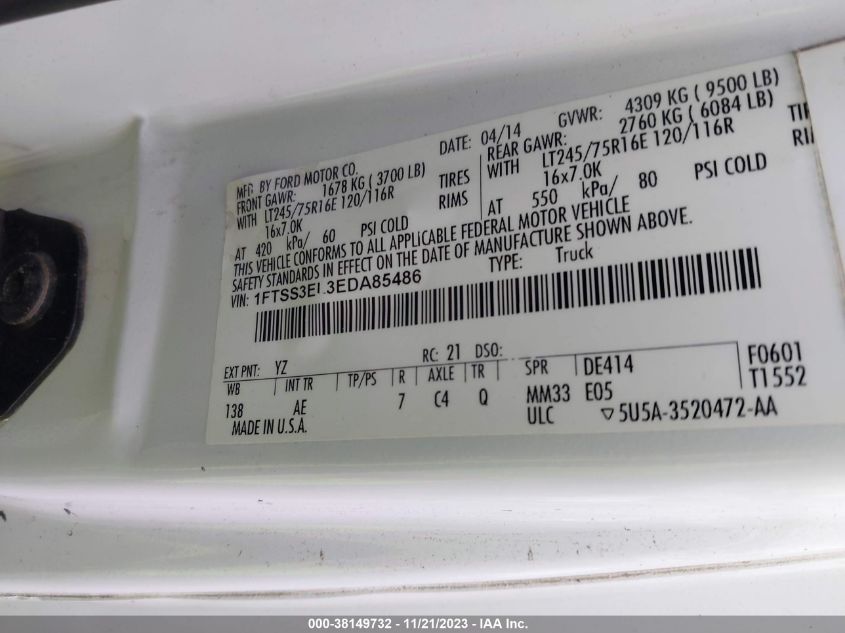 MFD. BY FORD MOTOR CO.
DATE: 04/14
GVWR: 4309 KG ( 9500 LB)
FRONT GAWR: 1678 KG ( 3700 LB)
REAR GAWR: 2760 KG ( 6084 LB)
WITH LT245/75R16E 120/116R TIRES
WITH LT245/75R16E 120/116R
16x7.0K RIMS
16x7.0K
AT 420 kPa/ 60 PSI COLD
AT 550 kPa/ 80 PSI COLD
THIS VEHICLE CONFORMS TO ALL APPLICABLE FEDERAL MOTOR VEHICLE
SAFETY STANDARDS IN EFFECT ON THE DATE OF MANUFACTURE SHOWN ABOVE.
VIN: TYPE: Truck
EXT PNT: YZ RC: 21 DSO:
WB INT TR TP/PS R AXLE TR SPR DE414 F0601
138 AE 7 C4 Q MM33 E05 T1552
MADE IN U.S.A. ULC ▽5U5A-3520472-AA
000-38149732 - 11/21/2023 - IAA Inc.